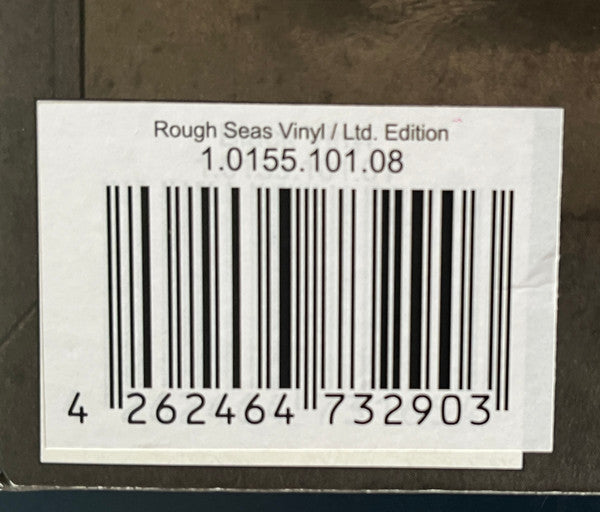 Rough Seas Vinyl / Ltd. Edition
1.0155.101.08
4 262464 732903